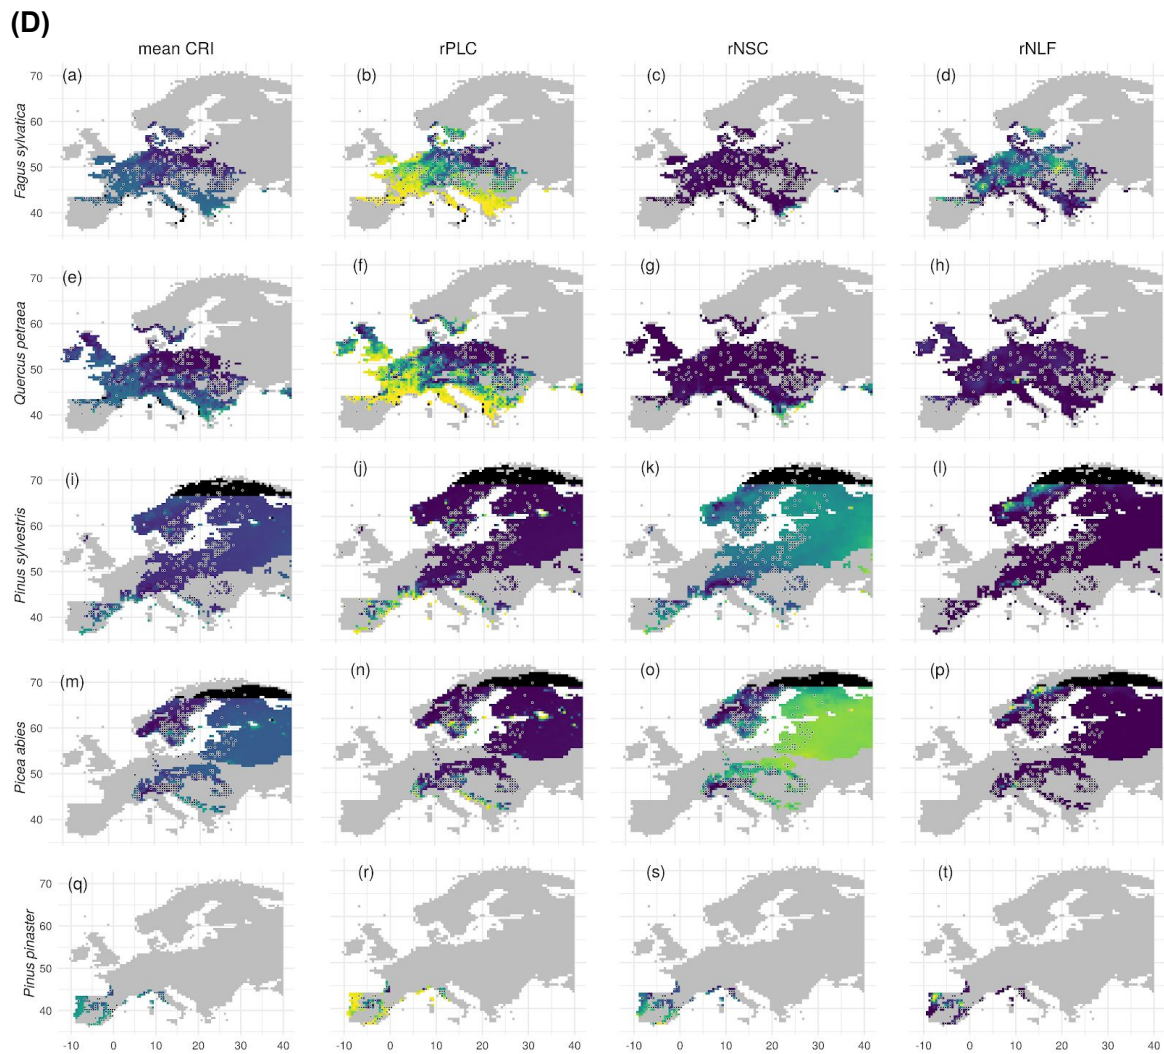 (D)
mean CRI rPLC rNSC rNLF
(a) (b) (c) (d)
70
60
50
40
Fagus sylvatica
(e) (f) (g) (h)
70
60
50
40
Quercus petraea
(i) (j) (k) (l)
70
60
50
40
Pinus sylvestris
(m) (n) (o) (p)
70
60
50
40
Picea abies
(q) (r) (s) (t)
70
60
50
40
Pinus pinaster
-10 0 10 20 30 40 -10 0 10 20 30 40 -10 0 10 20 30 40 -10 0 10 20 30 40